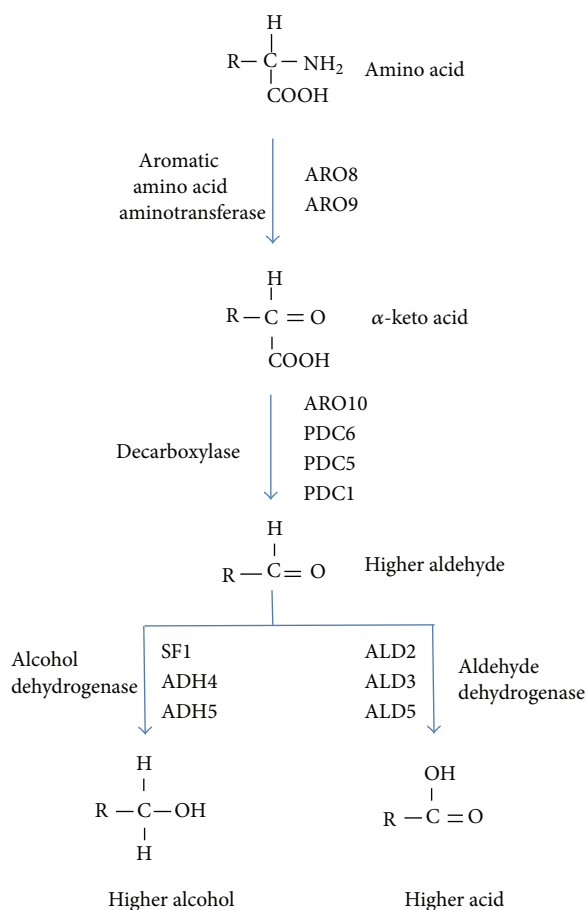 H
R—C—NH₂
COOH
Amino acid
Aromatic
amino acid
aminotransferase
ARO8
ARO9
H
R—C=O
COOH
α-keto acid
Decarboxylase
ARO10
PDC6
PDC5
PDC1
H
R—C=O
Higher aldehyde
Alcohol
dehydrogenase
SF1
ADH4
ADH5
ALD2
ALD3
ALD5
Aldehyde
dehydrogenase
H
R—C—OH
H
Higher alcohol
OH
R—C=O
Higher acid